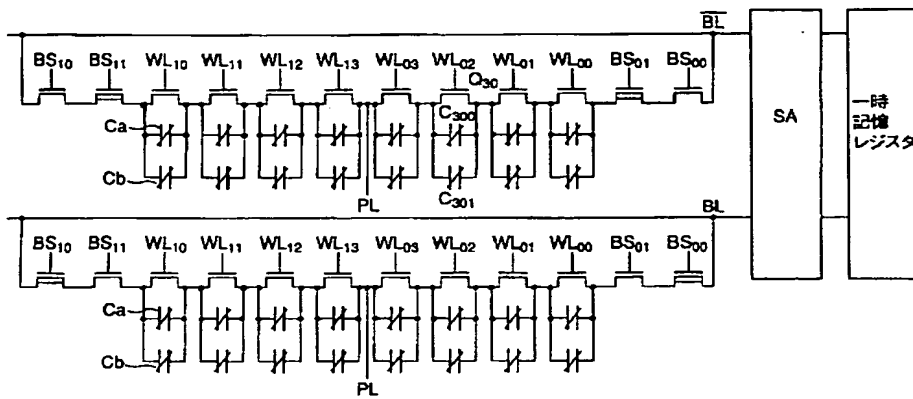 BL
BS10 BS11 WL10 WL11 WL12 WL13 WL03 WL02 WL01 WL00 BS01 BS00
Q30
Ca
C300
Cb
C301
PL
SA
一時
記憶
レジスタ
BL
BS10 BS11 WL10 WL11 WL12 WL13 WL03 WL02 WL01 WL00 BS01 BS00
Ca
Cb
PL